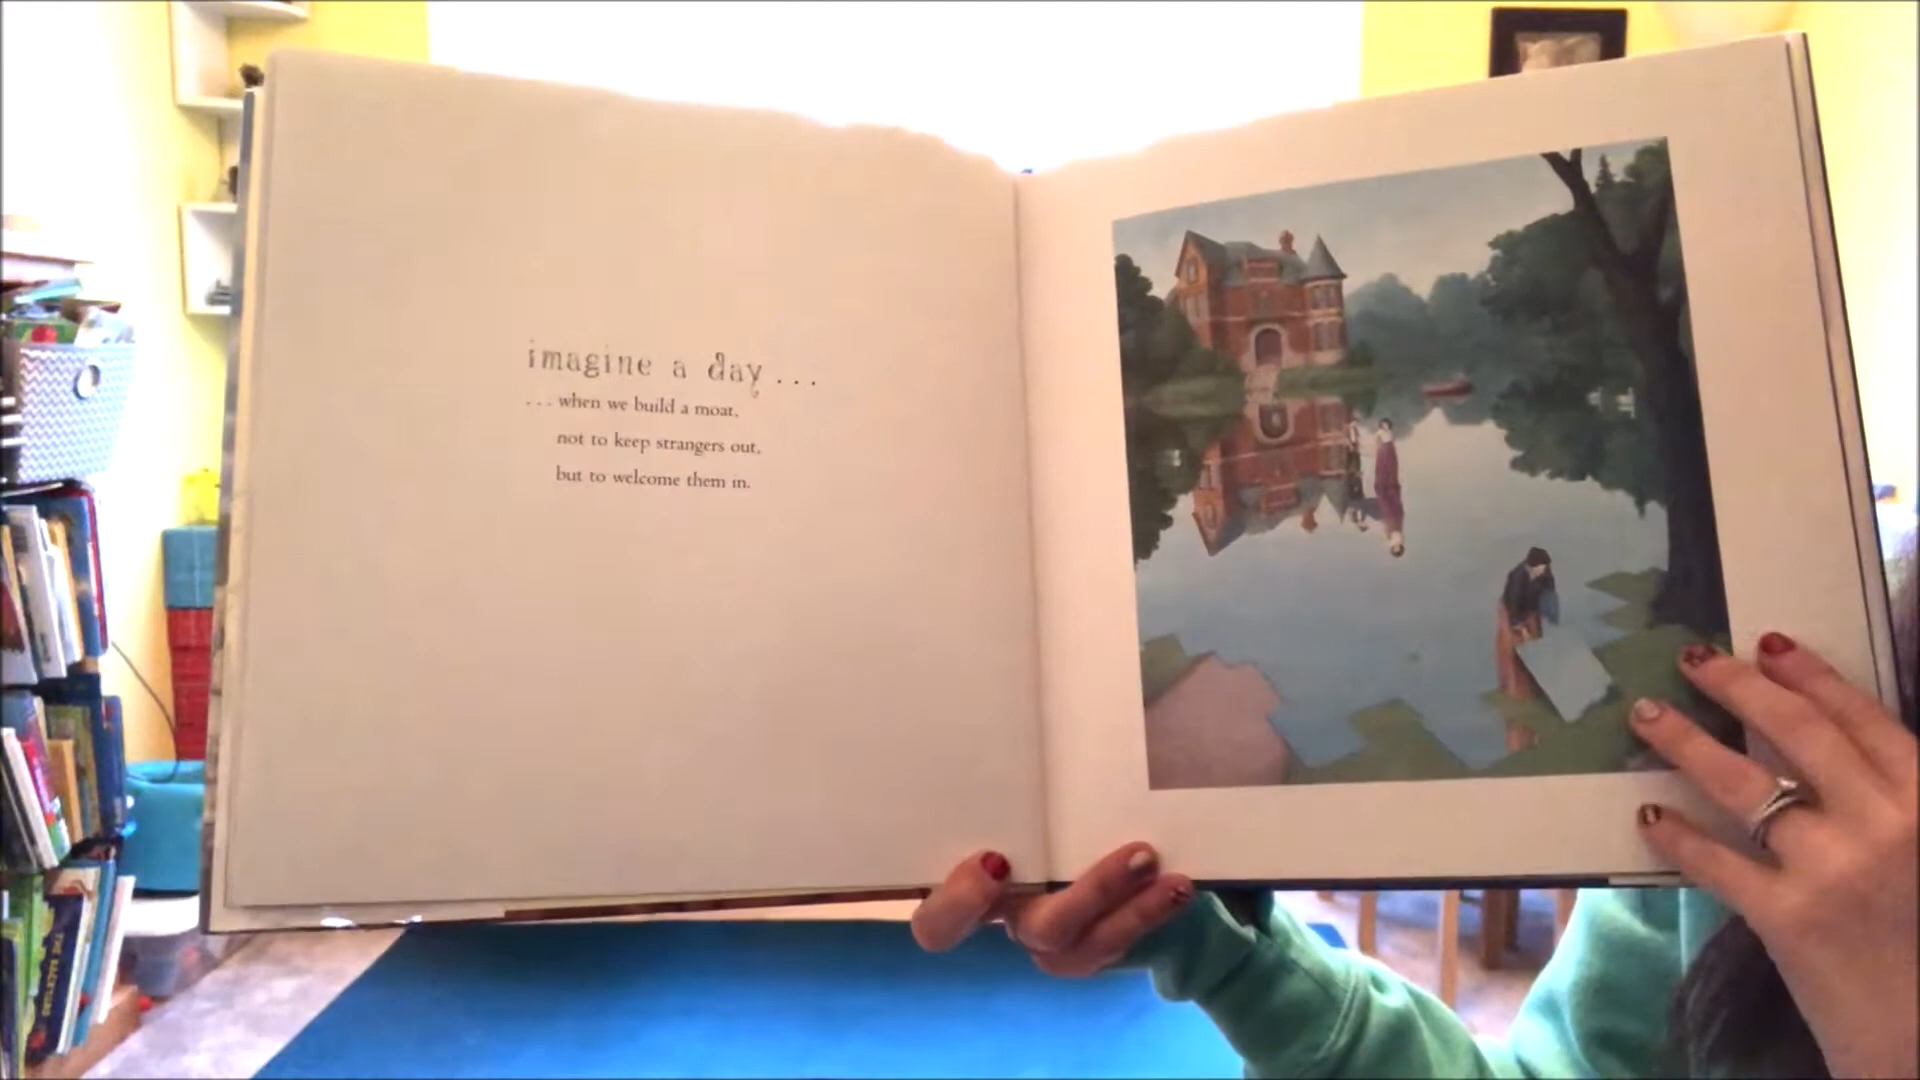 imagine a day...
...when we build a moat,
not to keep strangers out,
but to welcome them in.